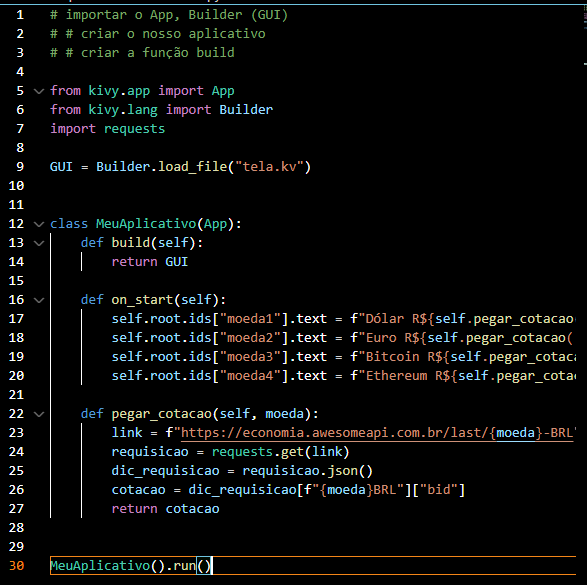 1 # importar o App, Builder (GUI)
2 # # criar o nosso aplicativo
3 # # criar a função build
4
5 from kivy.app import App
6 from kivy.lang import Builder
7 import requests
8
9 GUI = Builder.load_file("tela.kv")
10
11
12 class MeuAplicativo(App):
13     def build(self):
14         return GUI
15
16     def on_start(self):
17         self.root.ids["moeda1"].text = f"Dólar R${self.pegar_cotacao(
18         self.root.ids["moeda2"].text = f"Euro R${self.pegar_cotacao(
19         self.root.ids["moeda3"].text = f"Bitcoin R${self.pegar_cotac
20         self.root.ids["moeda4"].text = f"Ethereum R${self.pegar_cota
21
22     def pegar_cotacao(self, moeda):
23         link = f"https://economia.awesomeapi.com.br/last/{moeda}-BRL"
24         requisicao = requests.get(link)
25         dic_requisicao = requisicao.json()
26         cotacao = dic_requisicao[f"{moeda}BRL"]["bid"]
27         return cotacao
28
29
30 MeuAplicativo().run()